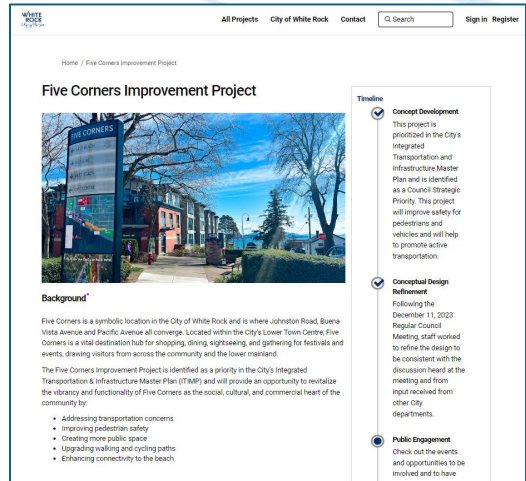 WHITE
ROCK
City by the Sea
All Projects City of White Rock Contact Search Sign in Register
Home / Five Corners Improvement Project
Five Corners Improvement Project
FIVE CORNERS
Background*
Five Corners is a symbolic location in the City of White Rock and is where Johnston Road, Buena
Vista Avenue and Pacific Avenue all converge. Located within the City's Lower Town Centre, Five
Corners is a vital destination hub for shopping, dining, sightseeing, and gathering for festivals and
events, drawing visitors from across the community and the lower mainland.
The Five Corners Improvement Project is identified as a priority in the City's Integrated
Transportation & Infrastructure Master Plan (ITIMP) and will provide an opportunity to revitalize
the vibrancy and functionality of Five Corners as the social, cultural, and commercial heart of the
community by:
• Addressing transportation concerns
• Improving pedestrian safety
• Creating more public space
• Upgrading walking and cycling paths
• Enhancing connectivity to the beach
Timeline
Concept Development
This project is
prioritized in the City's
Integrated
Transportation and
Infrastructure Master
Plan and is identified
as a Council Strategic
Priority. This project
will improve safety for
pedestrians and
vehicles and will help
to promote active
transportation.
Conceptual Design
Refinement
Following the
December 11, 2023
Regular Council
Meeting, staff worked
to refine the design to
be consistent with the
discussion heard at the
meeting and from
input received from
other City
departments.
Public Engagement
Check out the events
and opportunities to be
involved and to have